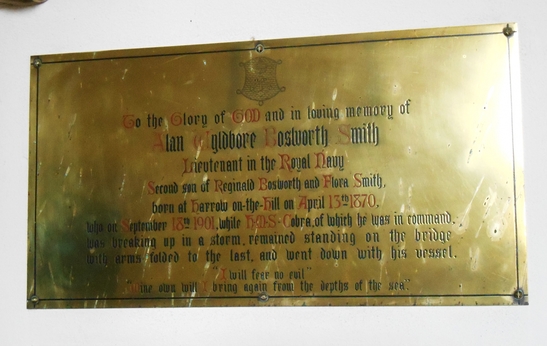 To the Glory of GOD and in loving memory of
Alan Wyldbore Bosworth Smith
Lieutenant in the Royal Navy
Second son of Reginald Bosworth and Flora Smith,
born at Harrow-on-the-Hill on April 13th 1870,
who on September 18th 1901, while H·M·S·Cobra, of which he was in command,
was breaking up in a storm, remained standing on the bridge
with arms folded to the last, and went down with his vessel.
"I will fear no evil"
"Mine own will I bring again from the depths of the sea."